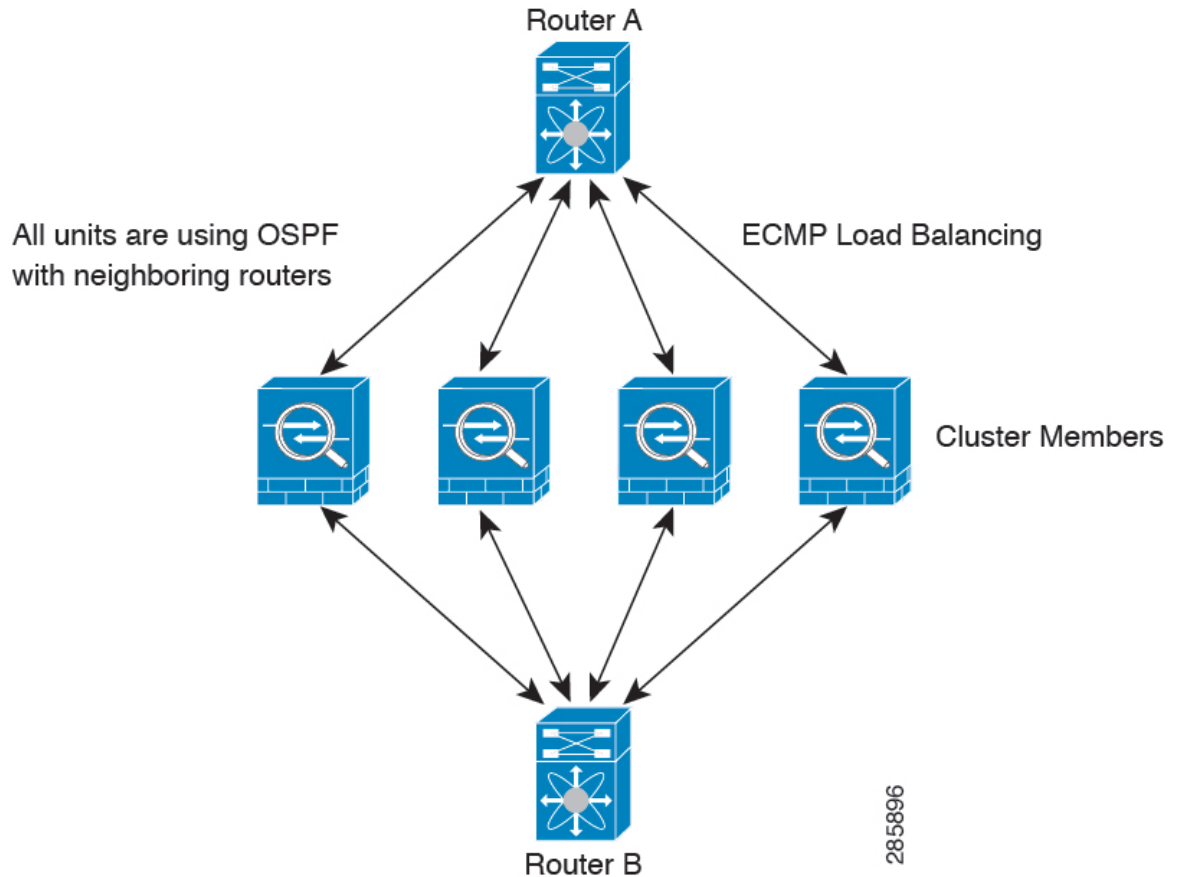 Router A
All units are using OSPF
with neighboring routers
ECMP Load Balancing
Cluster Members
285896
Router B